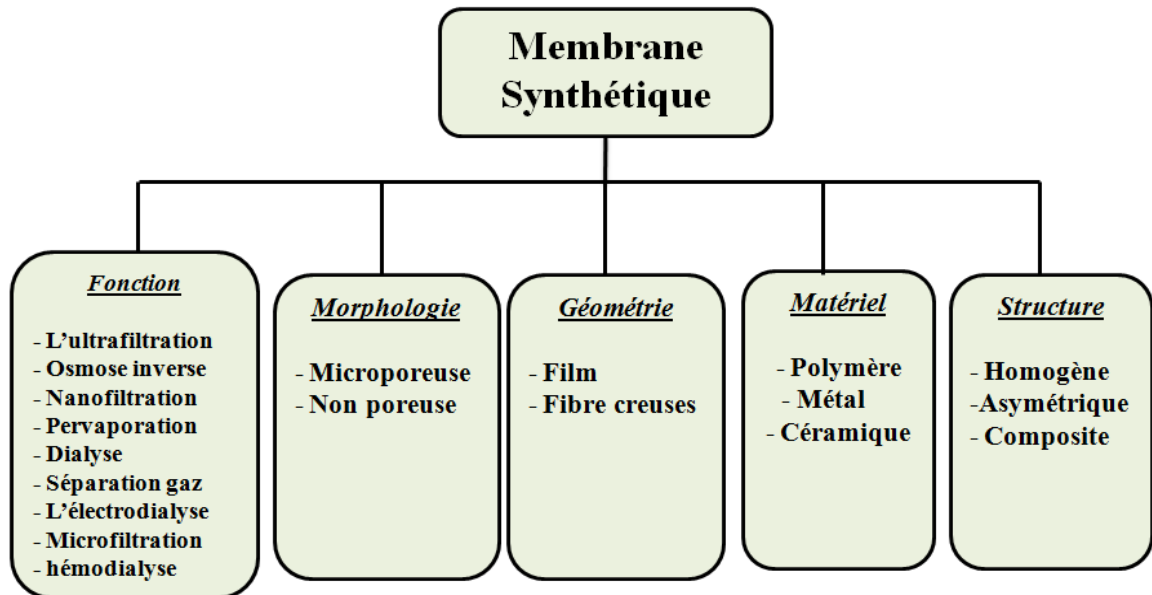 Membrane
Synthétique
Fonction
- L'ultrafiltration
- Osmose inverse
- Nanofiltration
- Pervaporation
- Dialyse
- Séparation gaz
- L'électrodialyse
- Microfiltration
- hémodialyse
Morphologie
- Microporeuse
- Non poreuse
Géométrie
- Film
- Fibre creuses
Matériel
- Polymère
- Métal
- Céramique
Structure
- Homogène
-Asymétrique
- Composite